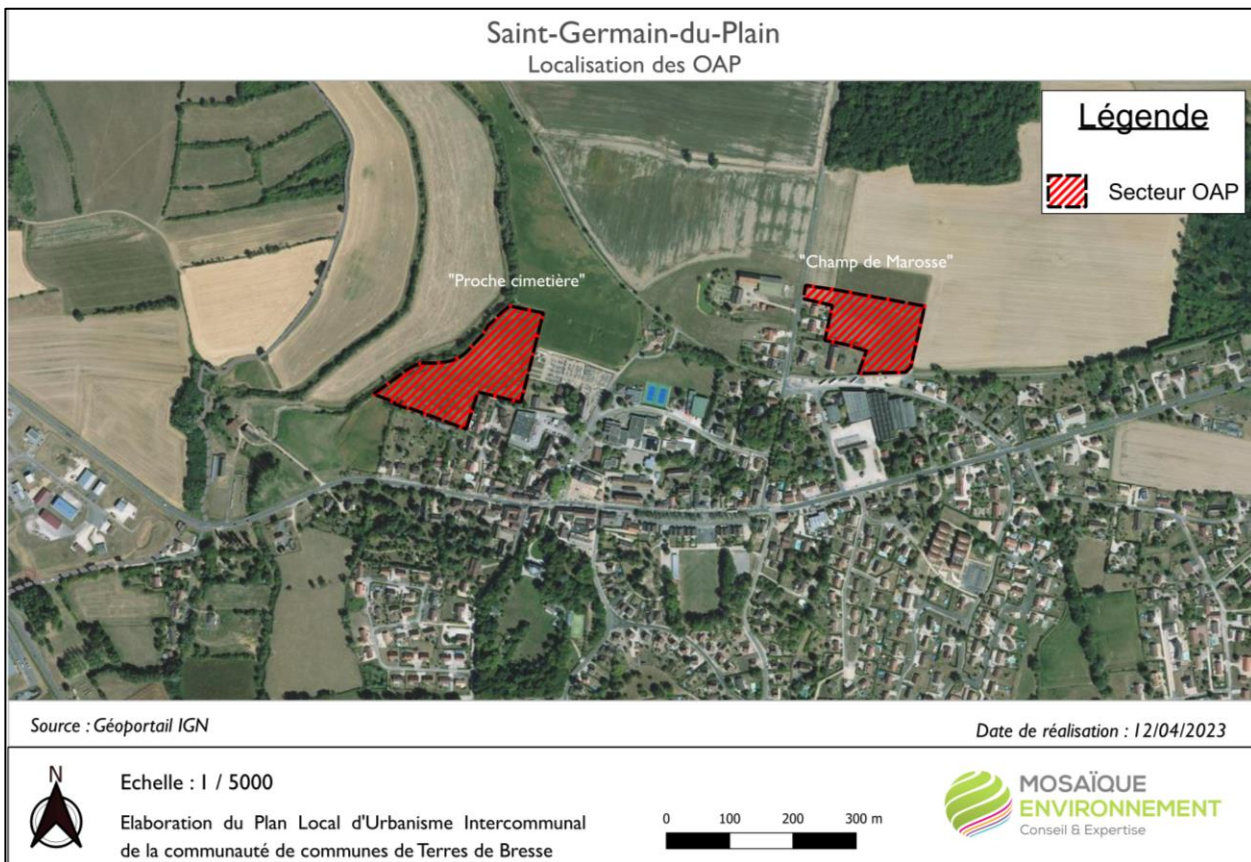 Saint-Germain-du-Plain
Localisation des OAP
Légende
Secteur OAP
"Champ de Marosse"
"Proche cimetière"
Source : Géoportail IGN
Date de réalisation : 12/04/2023
N
Echelle : 1 / 5000
Elaboration du Plan Local d'Urbanisme Intercommunal
de la communauté de communes de Terres de Bresse
0 100 200 300 m
MOSAÏQUE
ENVIRONNEMENT
Conseil & Expertise